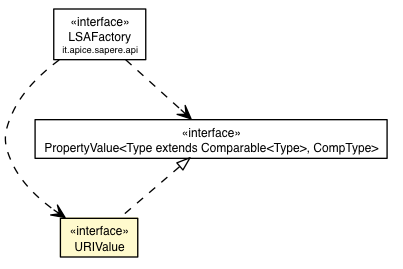 «interface»
LSAFactory
it.apice.sapere.api
«interface»
PropertyValue<Type extends Comparable<Type>, CompType>
«interface»
URIValue